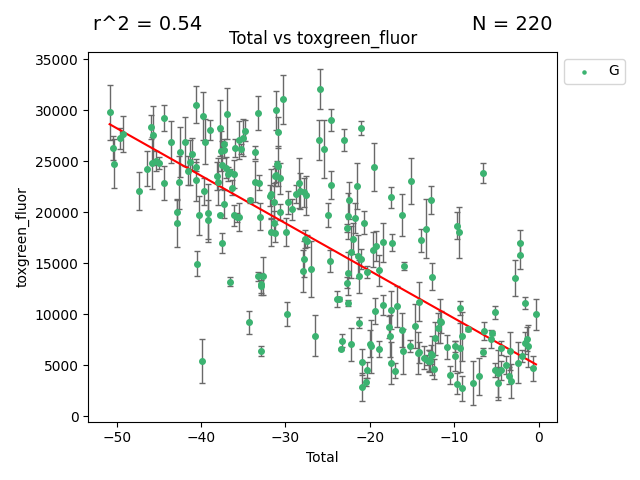 r^2 = 0.54
N = 220
Total vs toxgreen_fluor
35000
30000
25000
20000
15000
10000
5000
0
toxgreen_fluor
−50
−40
−30
−20
−10
0
Total
G